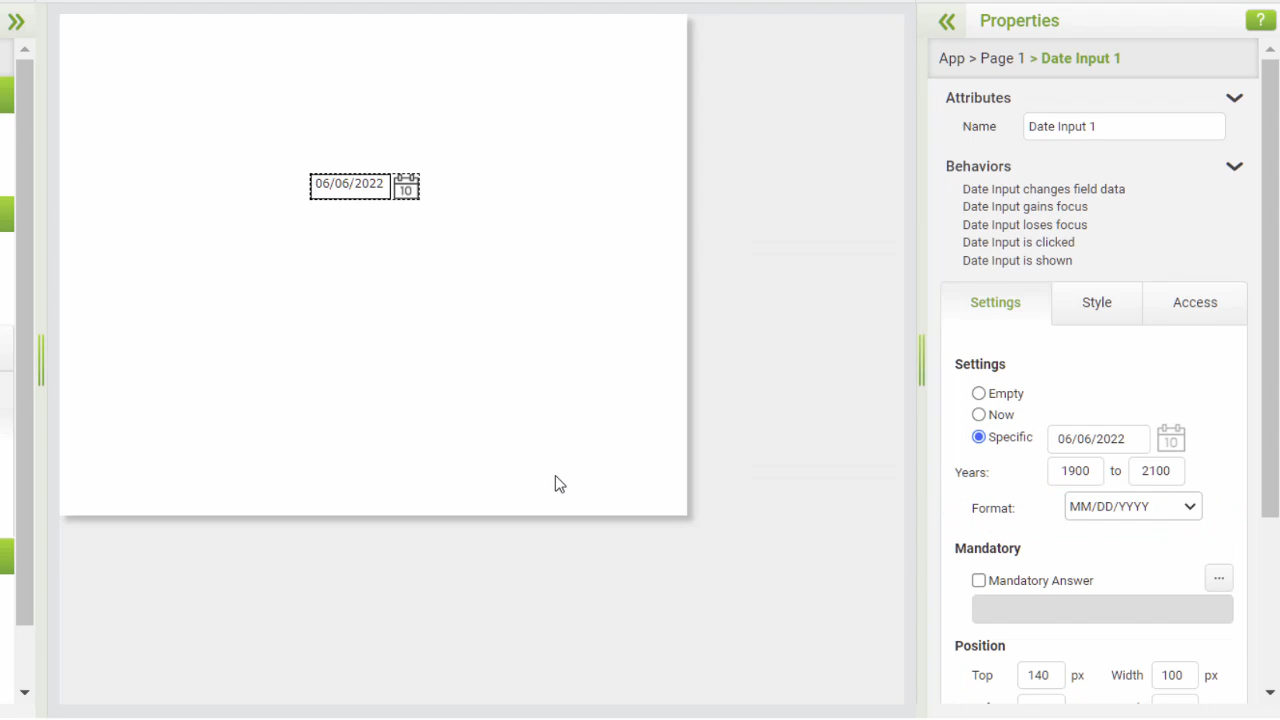 Properties
?
App > Page 1 > Date Input 1
Attributes
Name Date Input 1
06/06/2022 10
Behaviors
Date Input changes field data
Date Input gains focus
Date Input loses focus
Date Input is clicked
Date Input is shown
Settings Style Access
Settings
Empty
Now
Specific 06/06/2022 10
Years: 1900 to 2100
Format: MM/DD/YYYY
Mandatory
Mandatory Answer ...
Position
Top 140 px Width 100 px